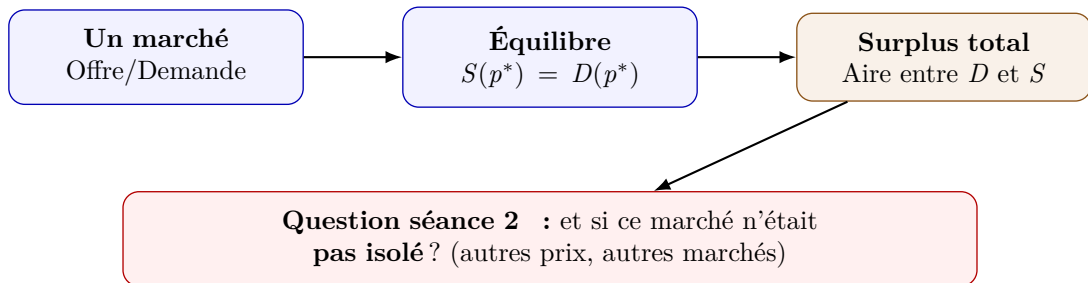 Un marché
Offre/Demande
Équilibre
S(p*) = D(p*)
Surplus total
Aire entre D et S
Question séance 2 : et si ce marché n'était
pas isolé ? (autres prix, autres marchés)